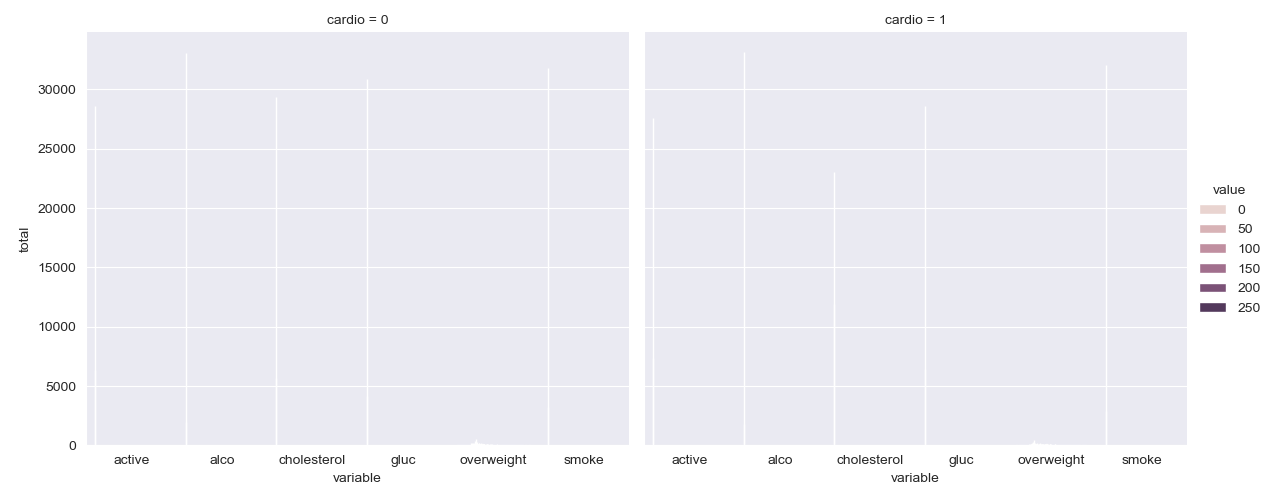 cardio = 0
cardio = 1
total
30000
25000
20000
15000
10000
5000
0
active alco cholesterol gluc overweight smoke
variable
active alco cholesterol gluc overweight smoke
variable
value
0
50
100
150
200
250